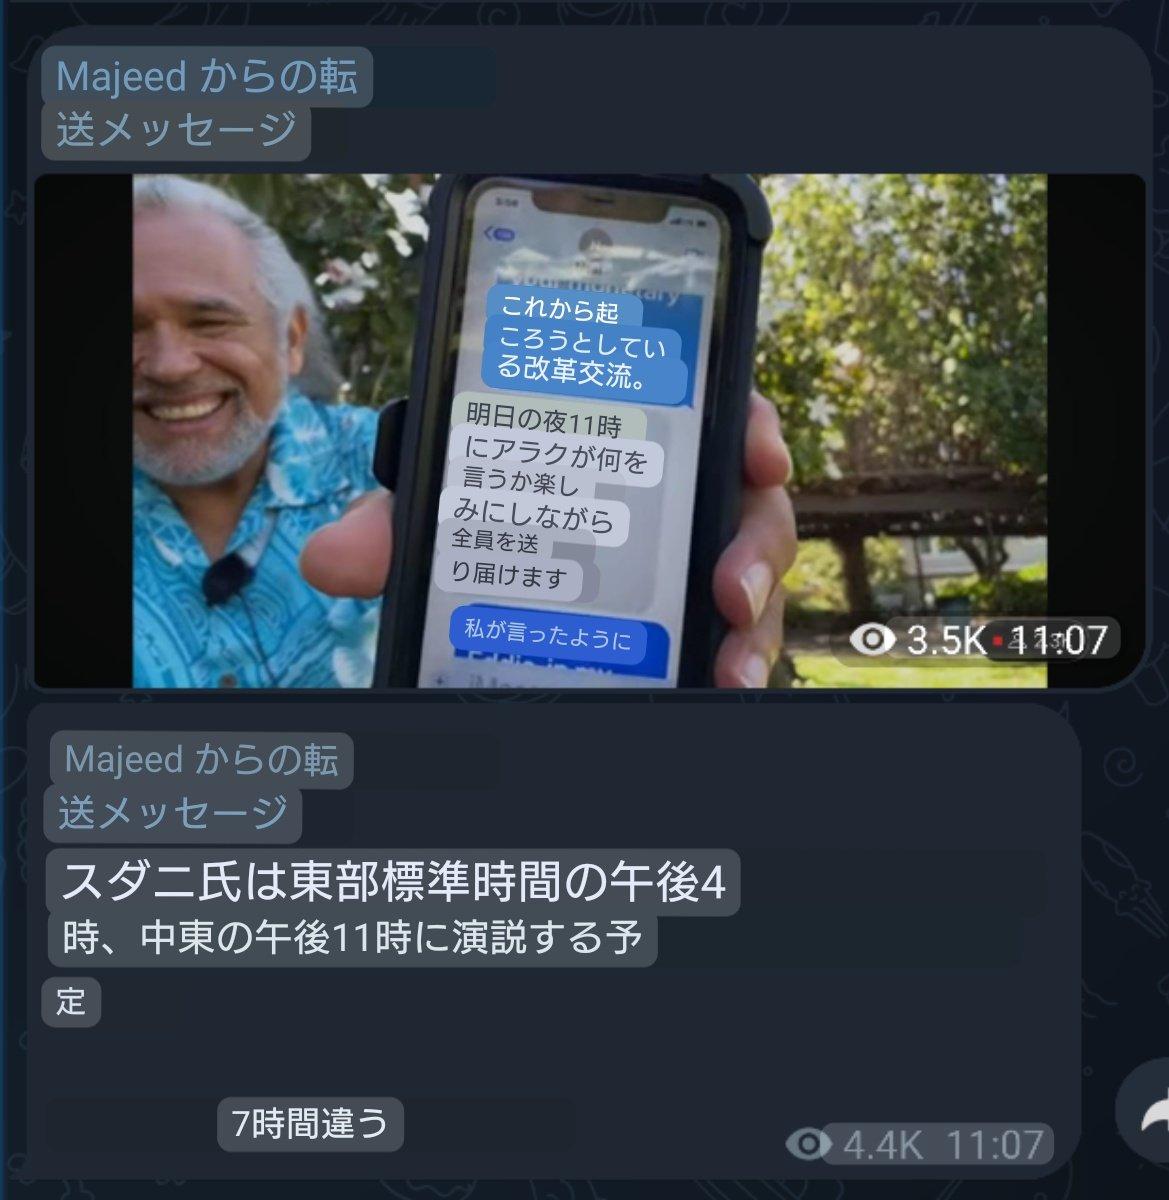 Majeed からの転
送メッセージ
これから起
ころうとしてい
る改革交流。
明日の夜11時
にアラクが何を
言うか楽し
みにしながら
全員を送
り届けます
私が言ったように
3.5K 11:07
Majeed からの転
送メッセージ
スダニ氏は東部標準時間の午後4
時、中東の午後11時に演説する予
定
7時間違う
4.4K 11:07